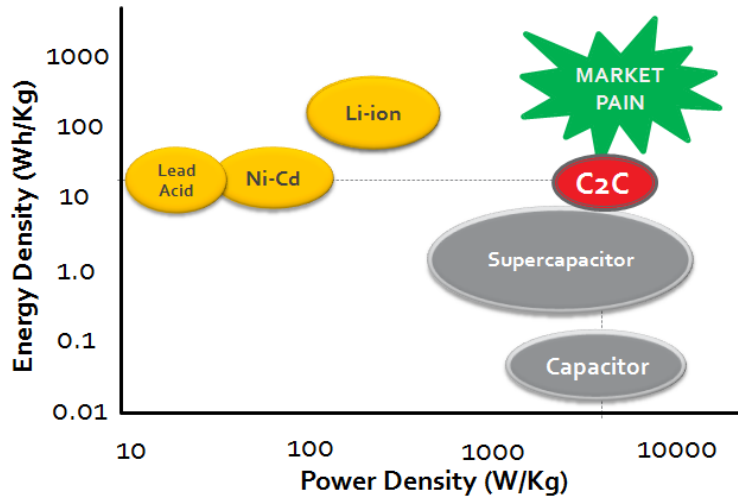 Energy Density (Wh/Kg)
1000
100
10
1.0
0.1
0.01
MARKET
PAIN
Li-ion
Lead
Acid
Ni-Cd
C2C
Supercapacitor
Capacitor
10
100
1000
10000
Power Density (W/Kg)